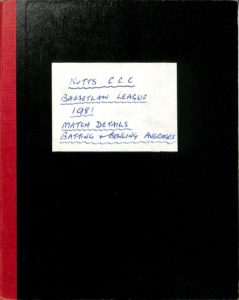 NOTTS C.C.C
BASSETLAW LEAGUE
1981
MATCH DETAILS
BATTING + BOWLING AVERAGES